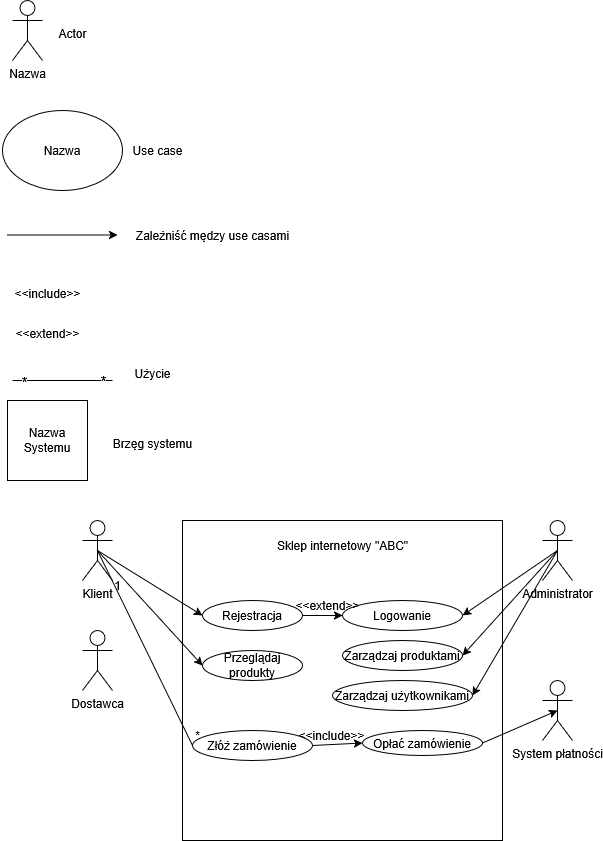 Actor
Nazwa
Nazwa
Use case
Zależniść mędzy use casami
<<include>>
<<extend>>
*
*
Użycie
Nazwa
Systemu
Brzęg systemu
Sklep internetowy "ABC"
Klient
1
Administrator
Rejestracja
<<extend>>
Logowanie
Przeglądaj
produkty
Zarządzaj produktami
Dostawca
Zarządzaj użytkownikami
*
Złóż zamówienie
<<include>>
Opłać zamówienie
System płatności